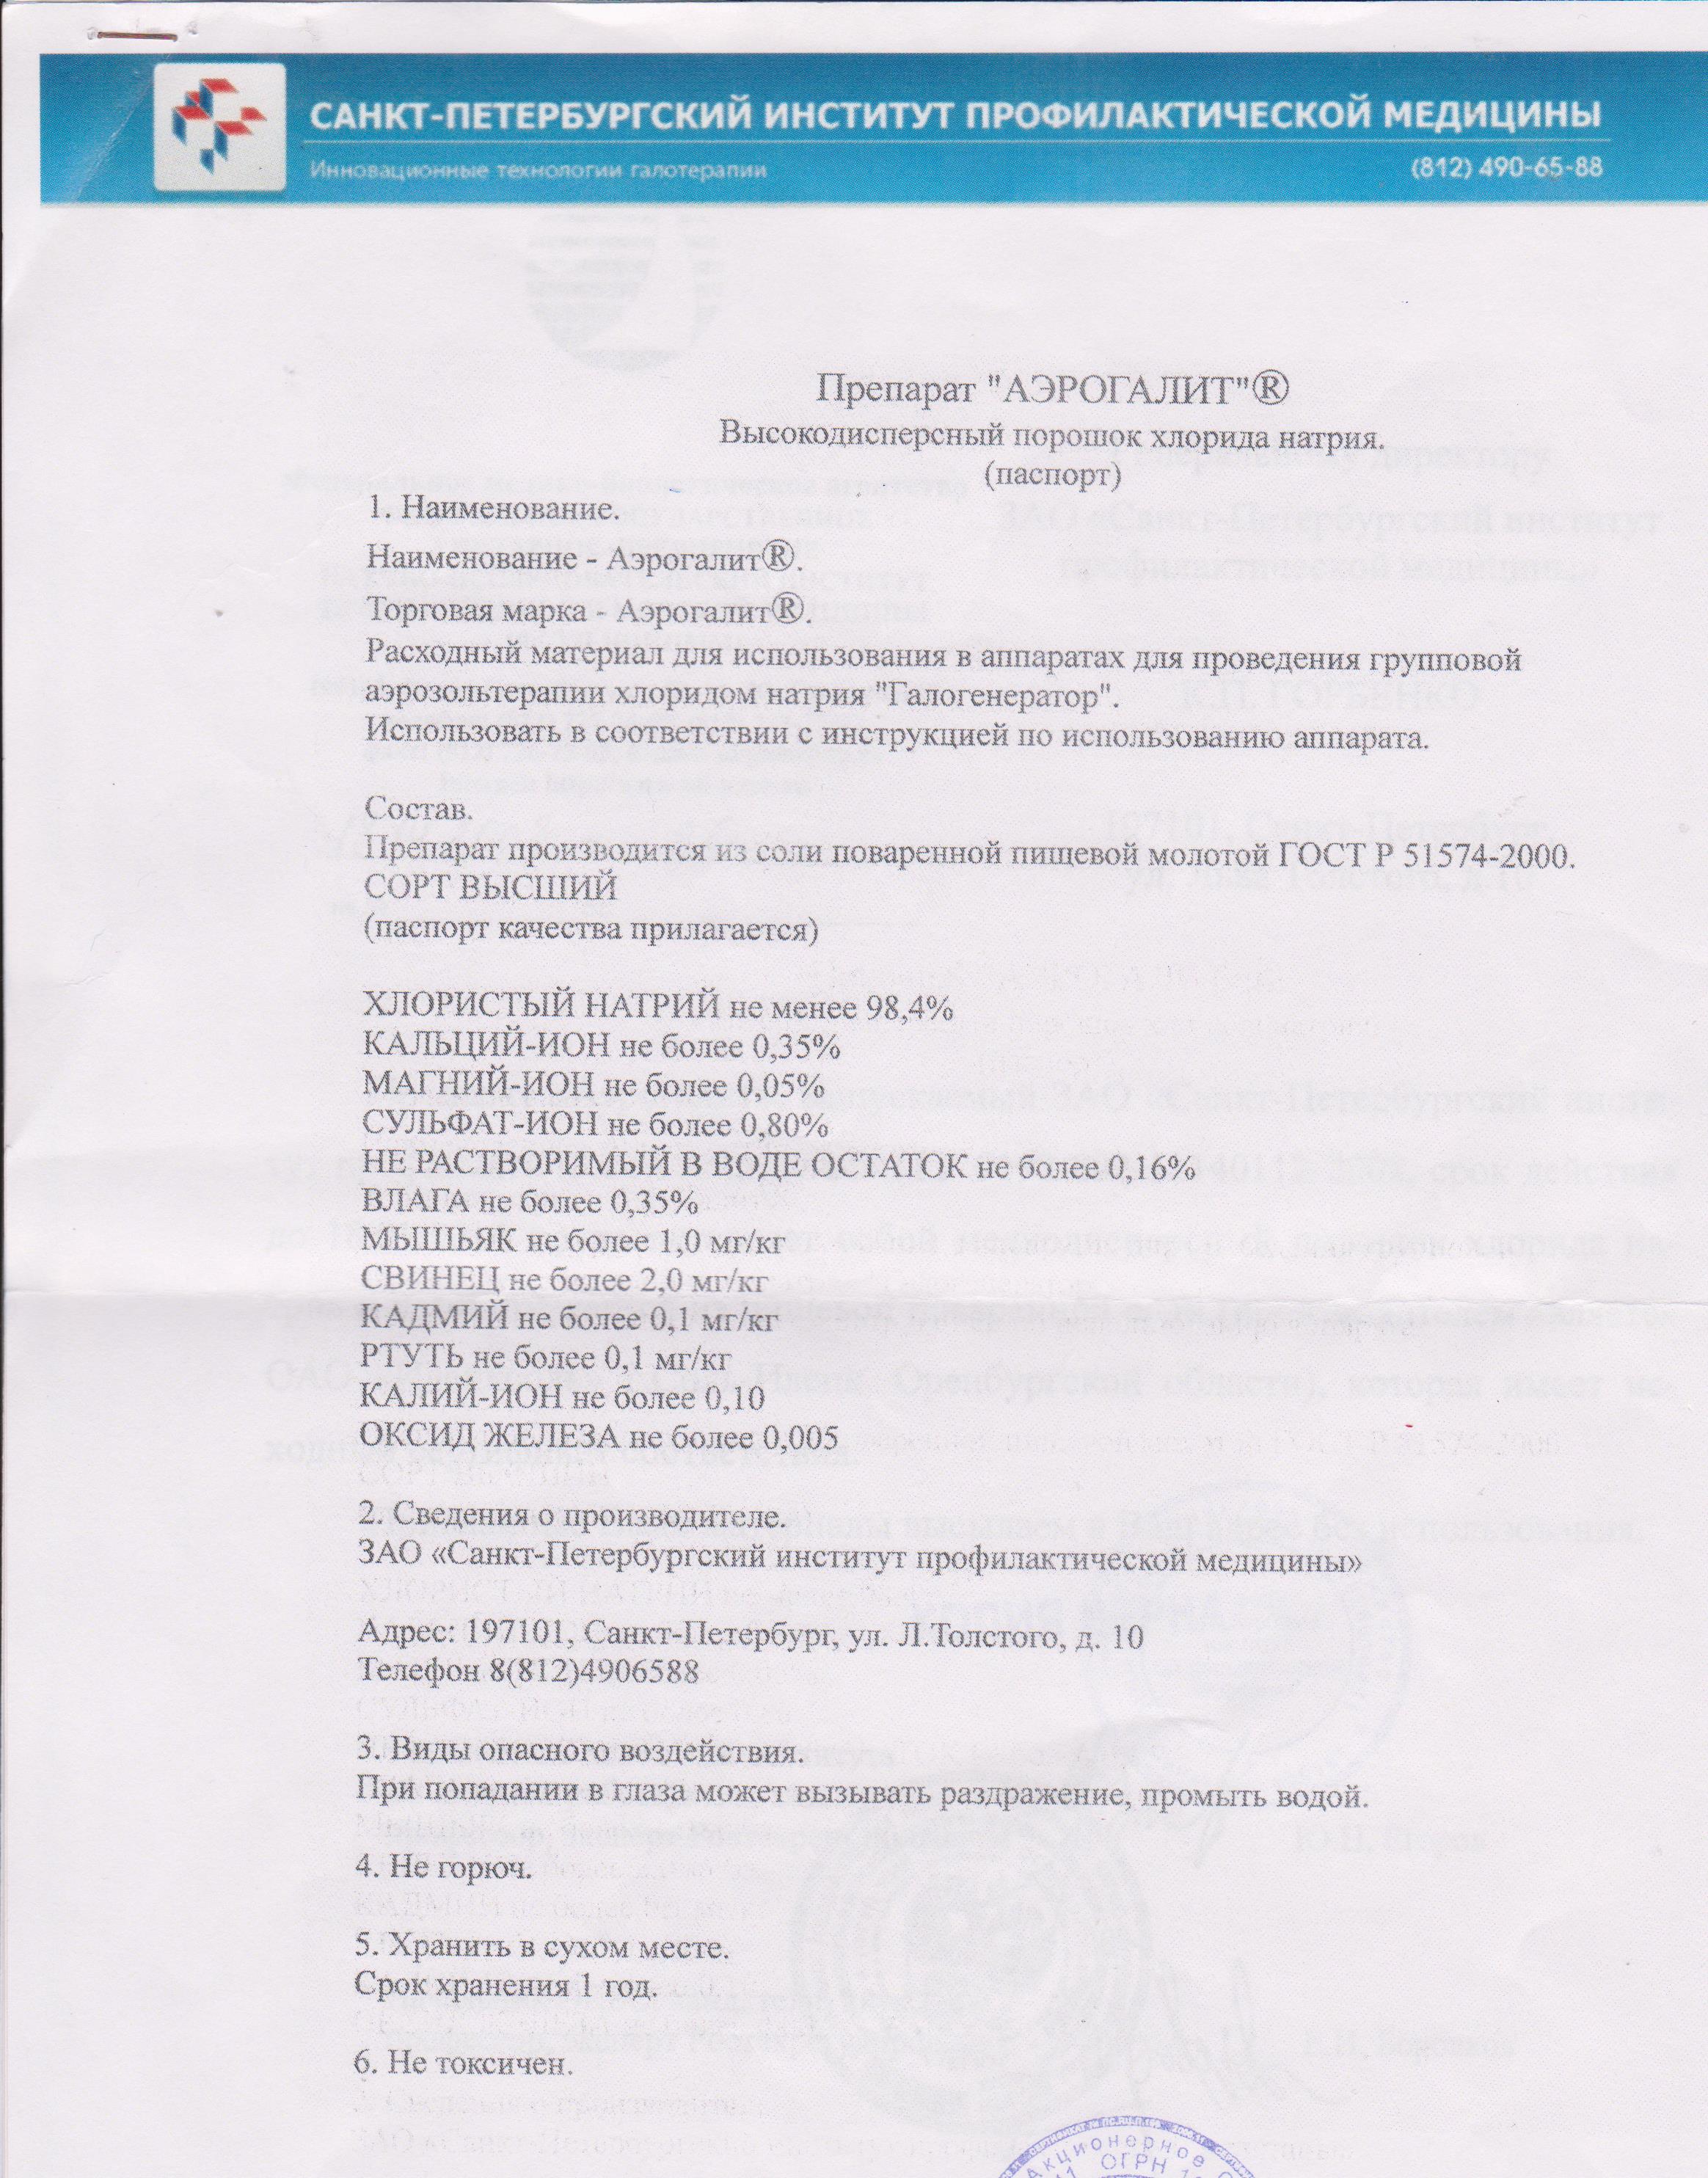 САНКТ-ПЕТЕРБУРГСКИЙ ИНСТИТУТ ПРОФИЛАКТИЧЕСКОЙ МЕДИЦИНЫ
Инновационные технологии галотерапии (812) 490-65-88
Препарат "АЭРОГАЛИТ"®
Высокодисперсный порошок хлорида натрия.
(паспорт)
1. Наименование.
Наименование - Аэрогалит®.
Торговая марка - Аэрогалит®.
Расходный материал для использования в аппаратах для проведения групповой
аэрозольтерапии хлоридом натрия "Галогенератор".
Использовать в соответствии с инструкцией по использованию аппарата.
Состав.
Препарат производится из соли поваренной пищевой молотой ГОСТ Р 51574-2000.
СОРТ ВЫСШИЙ
(паспорт качества прилагается)
ХЛОРИСТЫЙ НАТРИЙ не менее 98,4%
КАЛЬЦИЙ-ИОН не более 0,35%
МАГНИЙ-ИОН не более 0,05%
СУЛЬФАТ-ИОН не более 0,80%
НЕ РАСТВОРИМЫЙ В ВОДЕ ОСТАТОК не более 0,16%
ВЛАГА не более 0,35%
МЫШЬЯК не более 1,0 мг/кг
СВИНЕЦ не более 2,0 мг/кг
КАДМИЙ не более 0,1 мг/кг
РТУТЬ не более 0,1 мг/кг
КАЛИЙ-ИОН не более 0,10
ОКСИД ЖЕЛЕЗА не более 0,005
2. Сведения о производителе.
ЗАО «Санкт-Петербургский институт профилактической медицины»
Адрес: 197101, Санкт-Петербург, ул. Л.Толстого, д. 10
Телефон 8(812)4906588
3. Виды опасного воздействия.
При попадании в глаза может вызывать раздражение, промыть водой.
4. Не горюч.
5. Хранить в сухом месте.
Срок хранения 1 год.
6. Не токсичен.
акционерное
ОГРН